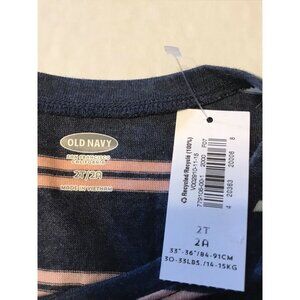 OLD NAVY
SAN FRANCISCO
CALIFORNIA
2T/2A
MADE IN VIETNAM
Recycled/Recyclé (100%)
2T
2A
33"-36"/84-91CM
30-33LBS./14-15KG